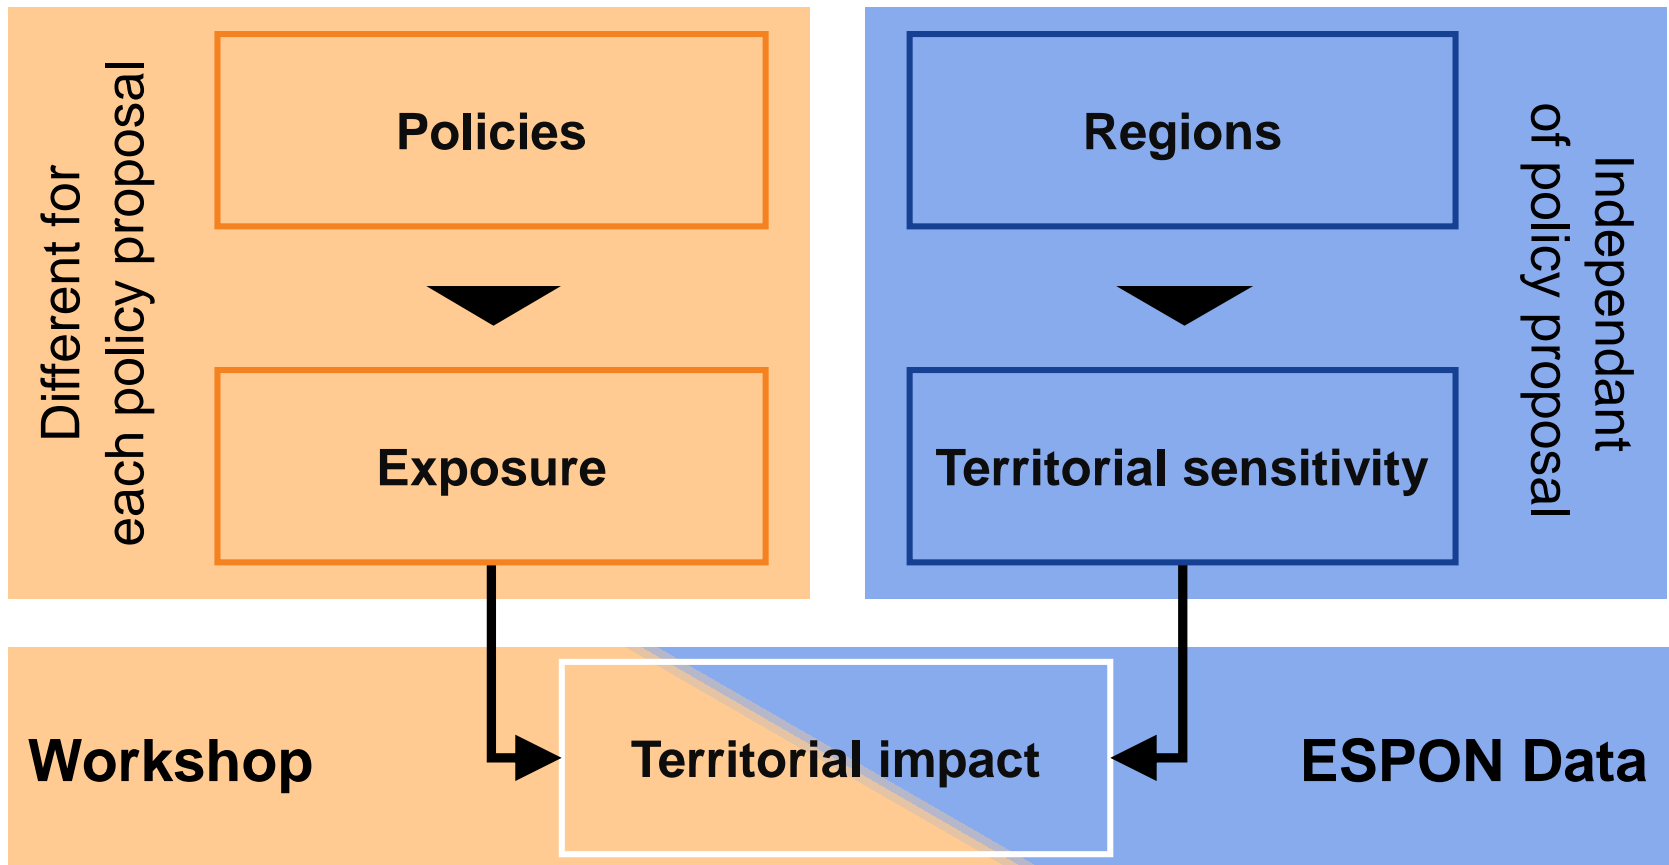 Different for
each policy proposal
Policies
Exposure
Regions
Territorial sensitivity
Independant
of policy proposal
Workshop
Territorial impact
ESPON Data